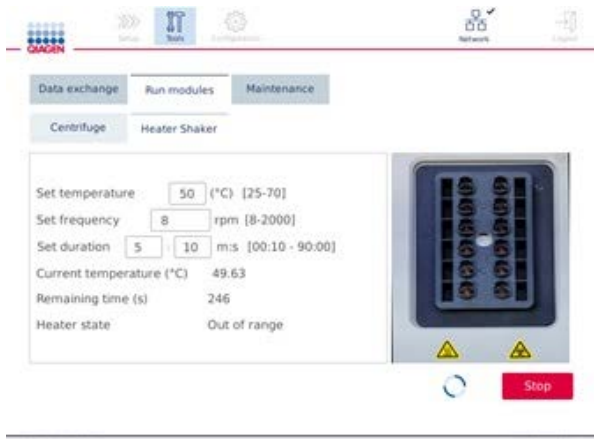 QIAGEN
Setup
Tools
Configuration
Network
Logout
Data exchange
Run modules
Maintenance
Centrifuge
Heater Shaker
Set temperature 50 (°C) [25-70]
Set frequency 8 rpm [8-2000]
Set duration 5 : 10 m:s [00:10 - 90:00]
Current temperature (°C) 49.63
Remaining time (s) 246
Heater state Out of range
Stop